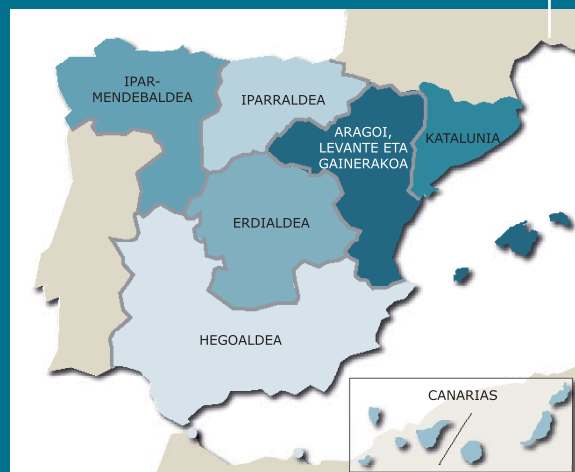 IPAR-
MENDEBALDEA
IPARRALDEA
ARAGOI,
LEVANTE ETA
GAINERAKOA
KATALUNIA
ERDIALDEA
HEGOALDEA
CANARIAS